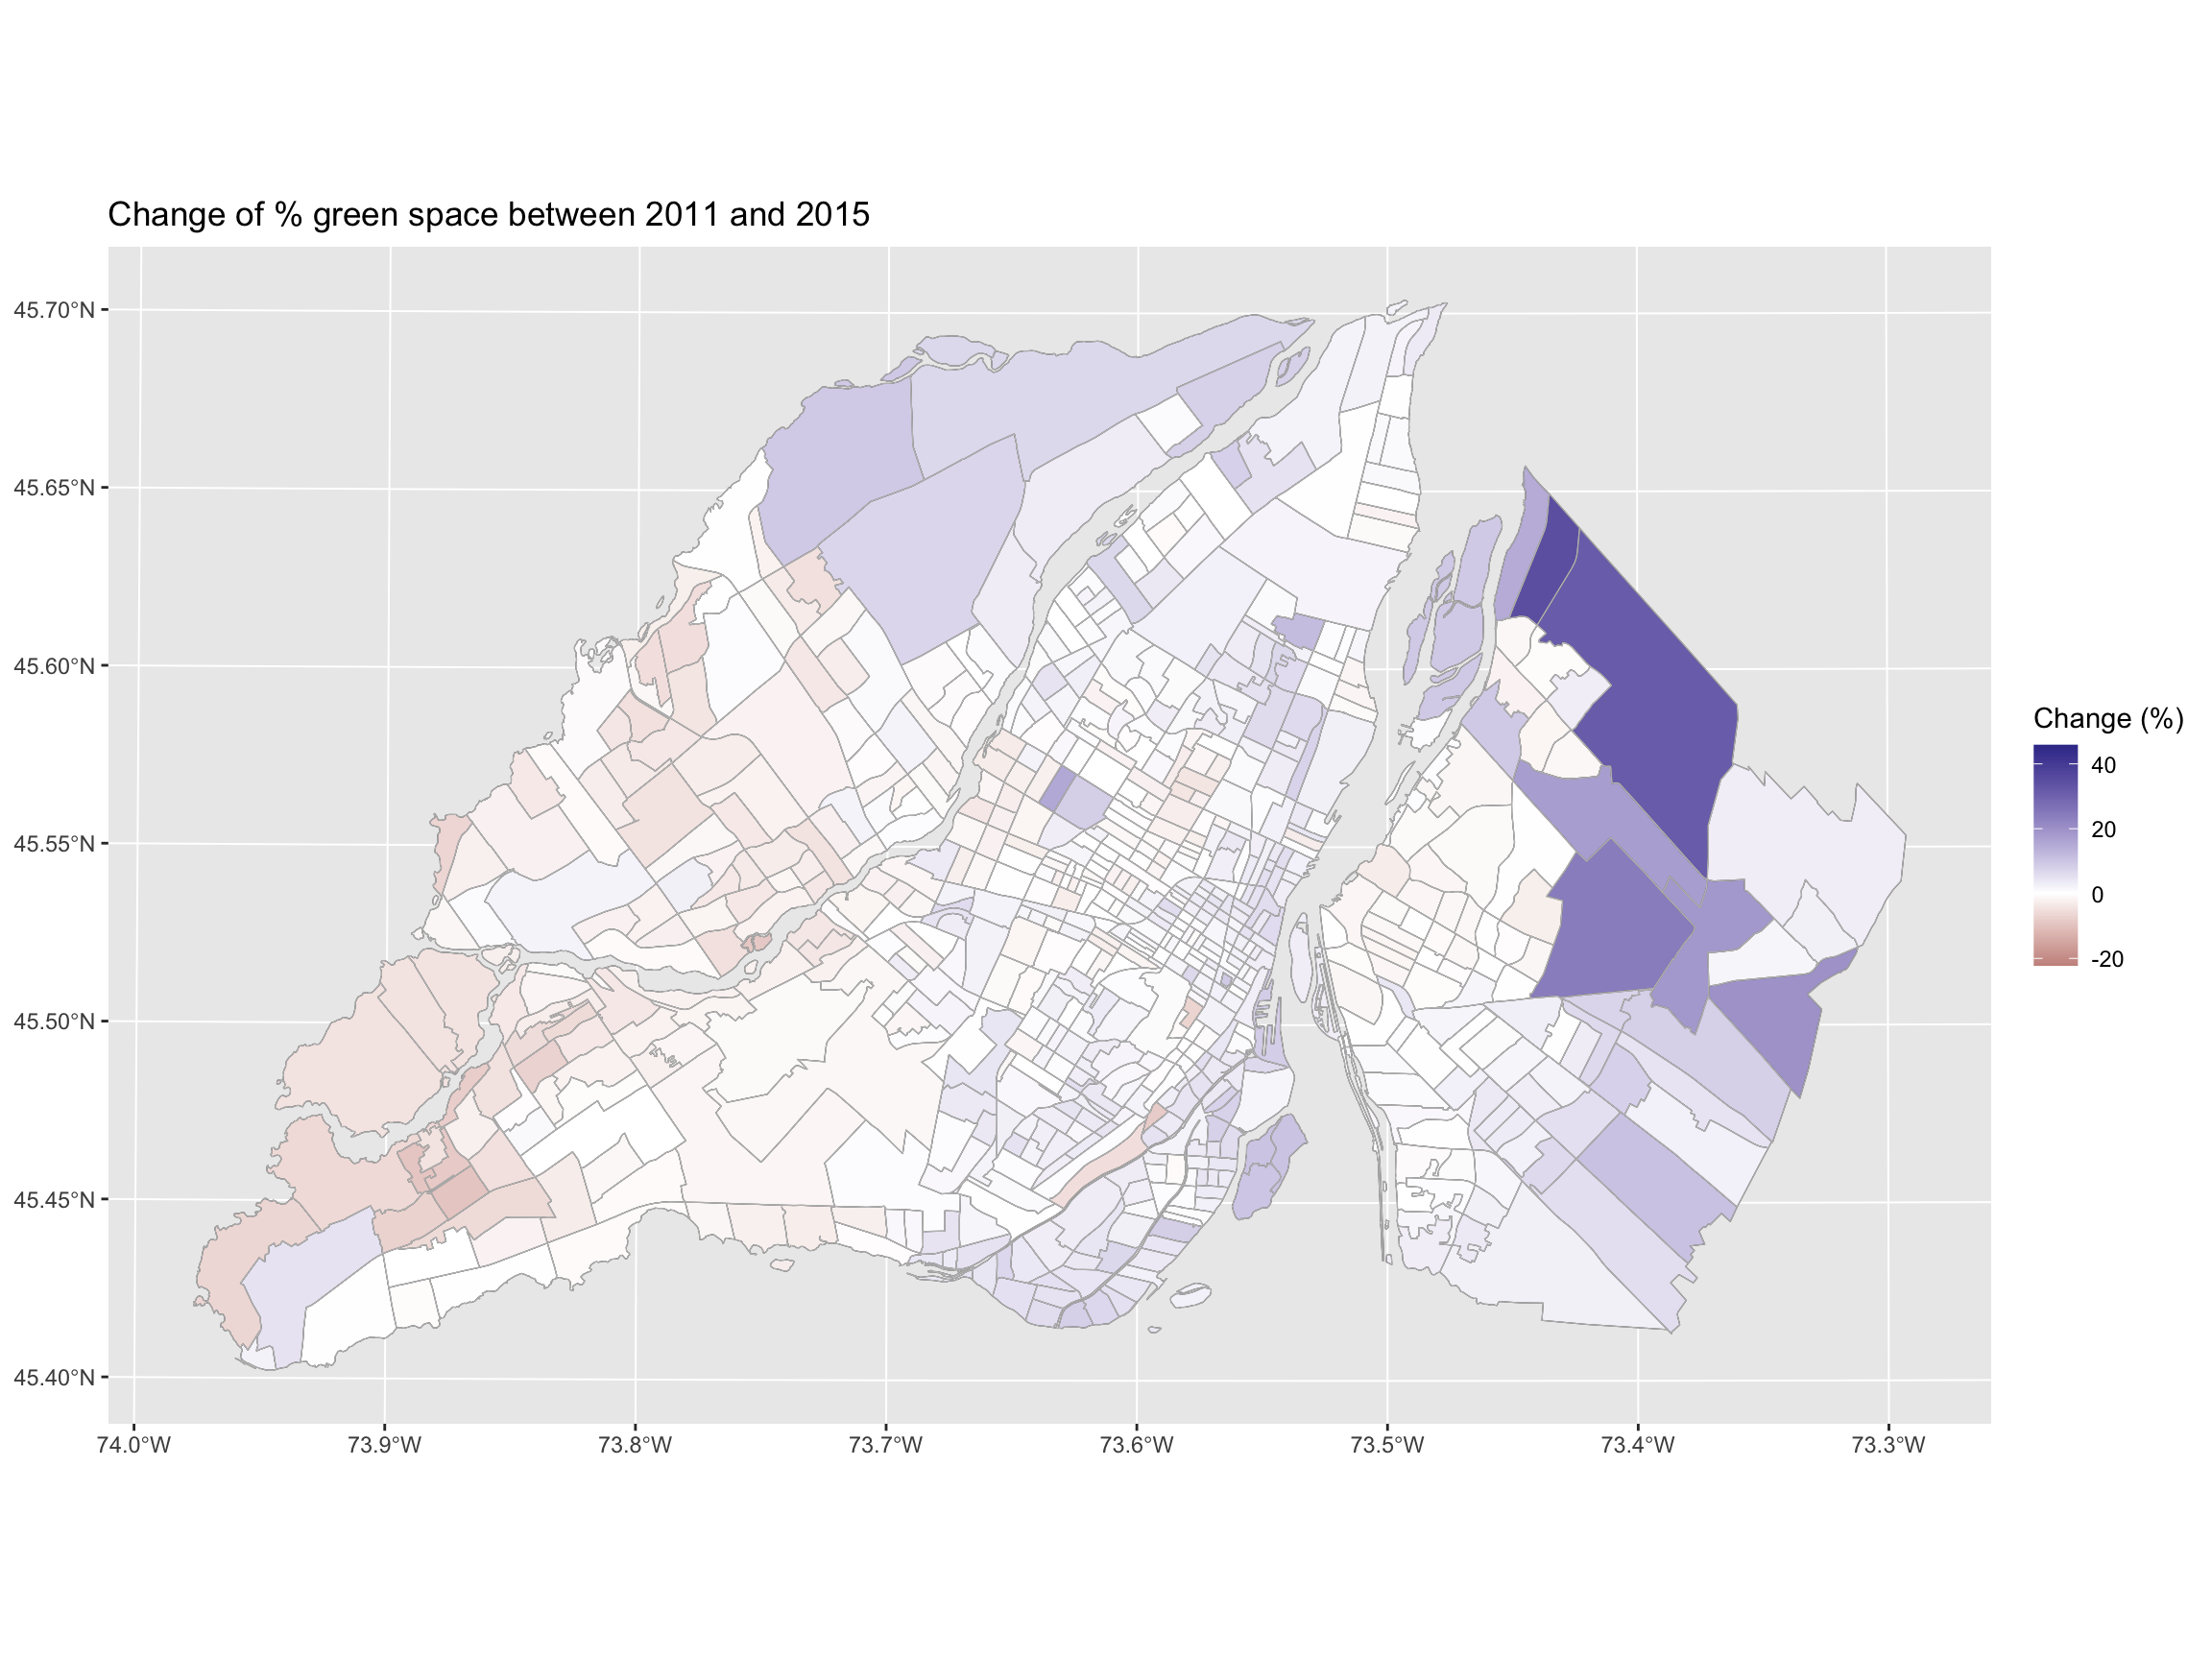 Change of % green space between 2011 and 2015
45.70°N
45.65°N
45.60°N
45.55°N
45.50°N
45.45°N
45.40°N
74.0°W 73.9°W 73.8°W 73.7°W 73.6°W 73.5°W 73.4°W 73.3°W
Change (%)
40
20
0
-20